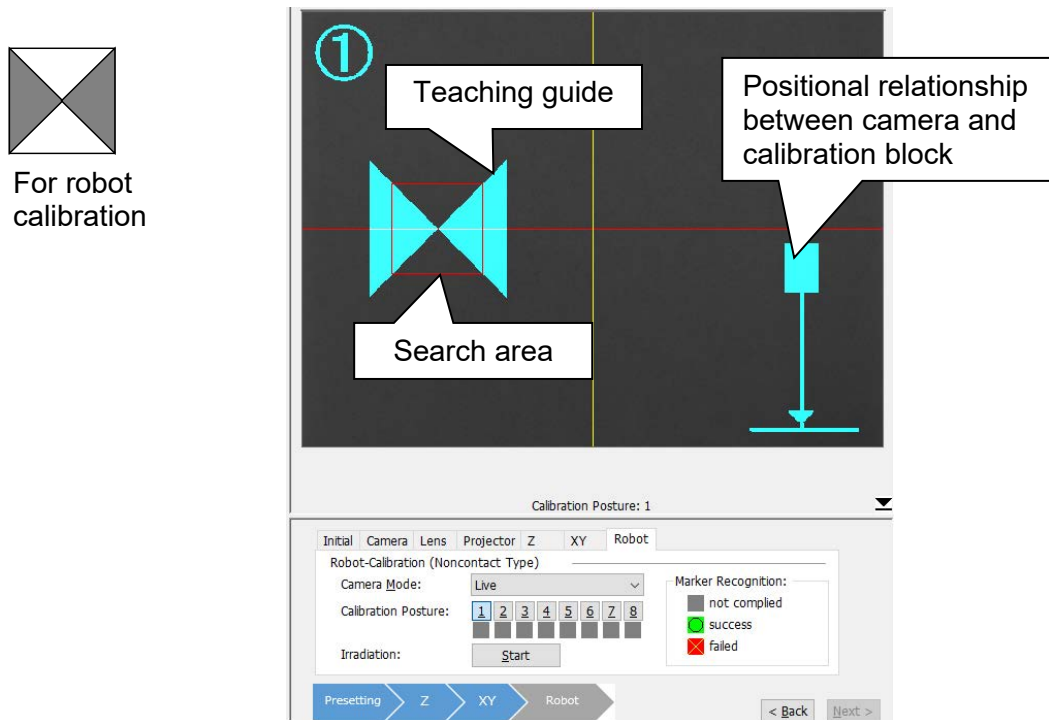 ①
Teaching guide
Positional relationship
between camera and
calibration block
For robot
calibration
Search area
Calibration Posture: 1
Initial Camera Lens Projector Z XY Robot
Robot-Calibration (Noncontact Type)
Camera Mode: Live
Marker Recognition:
not complied
Calibration Posture: 1 2 3 4 5 6 7 8
success
failed
Irradiation: Start
Presetting Z XY Robot
< Back Next >